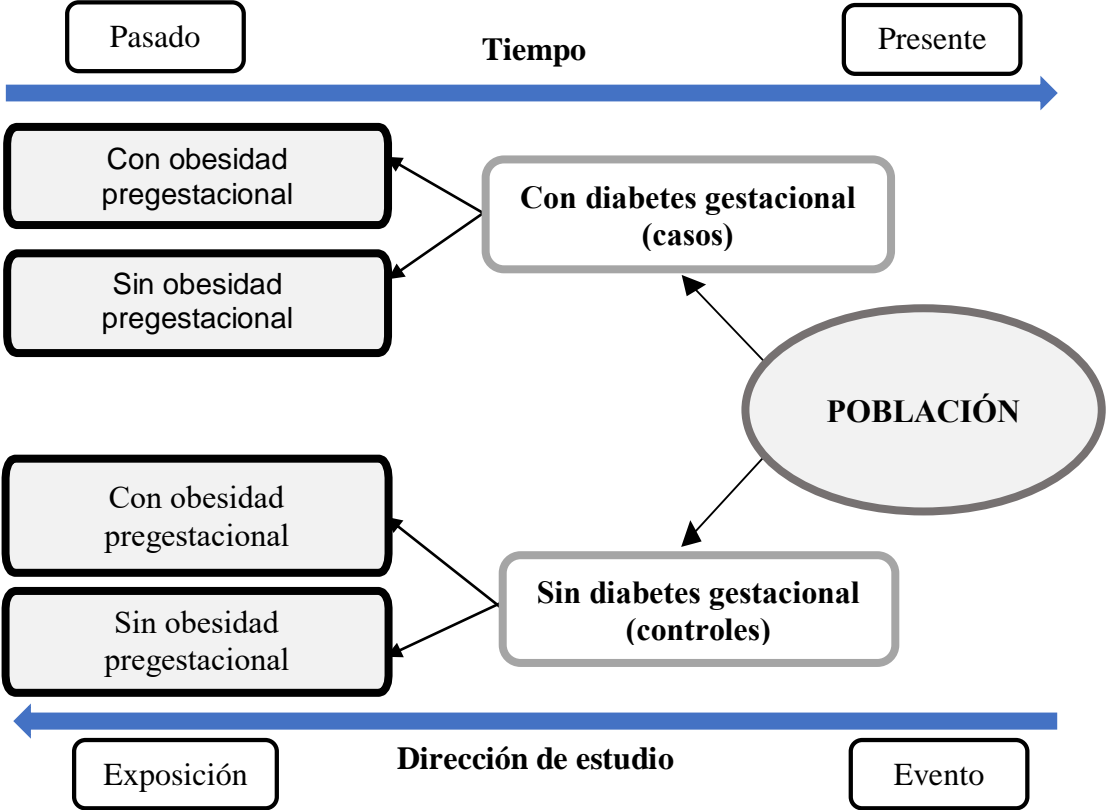 Pasado
Tiempo
Presente
Con obesidad
pregestacional
Con diabetes gestacional
(casos)
Sin obesidad
pregestacional
POBLACIÓN
Con obesidad
pregestacional
Sin diabetes gestacional
(controles)
Sin obesidad
pregestacional
Dirección de estudio
Exposición
Evento